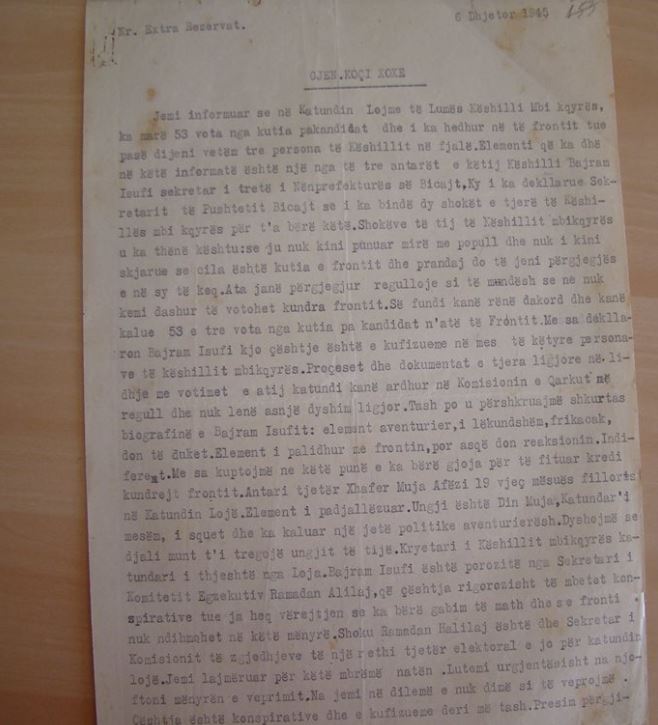 Nr. Extra Rezervat.
6 Dhjetor 1945
GJEN.KOÇI XOXE
Jemi informuar se në Katundin Lojme të Lumës Këshilli Mbi kqyrës,
ka marë 53 vota nga kutia pakandidat dhe i ka hedhur në të frontit tue
pasë dijeni vetëm tre persona të Këshillit në fjalë.Elementi që ka dhë
në këtë informatë është një nga të tre antarët e këtij Këshilli Bajram
Isufi sekretar i tretë i Nënprefekturës së Bicajt,Ky i ka dekllarue Sek-
retarit të Pushtetit Bicajt se i ka bindë dy shokët e tjerë të Këshi-
llës mbi kqyrës për t'a bërë këtë.Shokëve të tij të Këshillit mbikqyrës
u ka thënë kështu:se ju nuk kini punuar mirë me popull dhe nuk i kini
skjarue se cila është kutia e frontit dhe prandaj do të jeni përgjegjës
e në sy të keq.Ata janë përgjegjur regulloje si të mundësh se ne nuk
kemi dashur të votohet kundra frontit.Së fundi kanë rënë dakord dhe kanë
kalue 53 e tre vota nga kutia pa kandidat n'atë të Frontit.Me sa deklla-
ron Bajram Isufi kjo çështje është e kufizueme në mes të këtyre persona-
ve të këshillit mbikqyrës.Proçeset dhe dokumentat e tjera ligjore në li-
dhje me votimet e atij katundi kanë ardhur në Komisionin e Qarkut në
regull dhe nuk lenë asnjë dyshim ligjor.Tash po u përshkruajmë shkurtas
biografinë e Bajram Isufit: element aventurier,i lëkundshëm,frikacak,
don të duket.Element i palidhur me frontin,por asqë don reaksionin.Indi-
ferent.Me sa kuptojmë në këtë punë e ka bërë gjoja për të fituar kredi
kundrejt frontit.Antari tjetër Xhafer Muja Afëzi 19 vjeç mësues fillorist
në Katundin Lojë.Element i padjallëzuar.Ungji është Din Muja,Katundar'i
mesëm, i squet dhe ka kaluar një jetë politike aventurierësh.Dyshojmë se
djali munt t'i tregojë ungjit të tijë.Kryetari i Këshillit mbikqyrës ka-
tundari i thjeshtë nga Loja.Bajram Isufi është porozitë nga Sekretari i
Komitetit Egzekutiv Ramadan Alilaj,që çështja rigorozisht të mbetet kon-
spirative tue ja heq vërejtjen se ka bërë gabim të math dhe se fronti
nuk ndihmohet në këtë mënyrë.Shoku Ramadan Halilaj është dhe Sekretar i
Komisionit të zgjedhjeve të një rethi tjetër elektoral e jo për katundin
lojë.Jemi lajmëruar për këtë mbrëmë natën .Lutemi urgjentësisht na njo-
ftoni mënyrën e veprimit.Na jemi në dilemë e nuk dimë si të veprojmë .
Çështja është konspirative dhe e kufizueme deri më tash.Presim përgji-